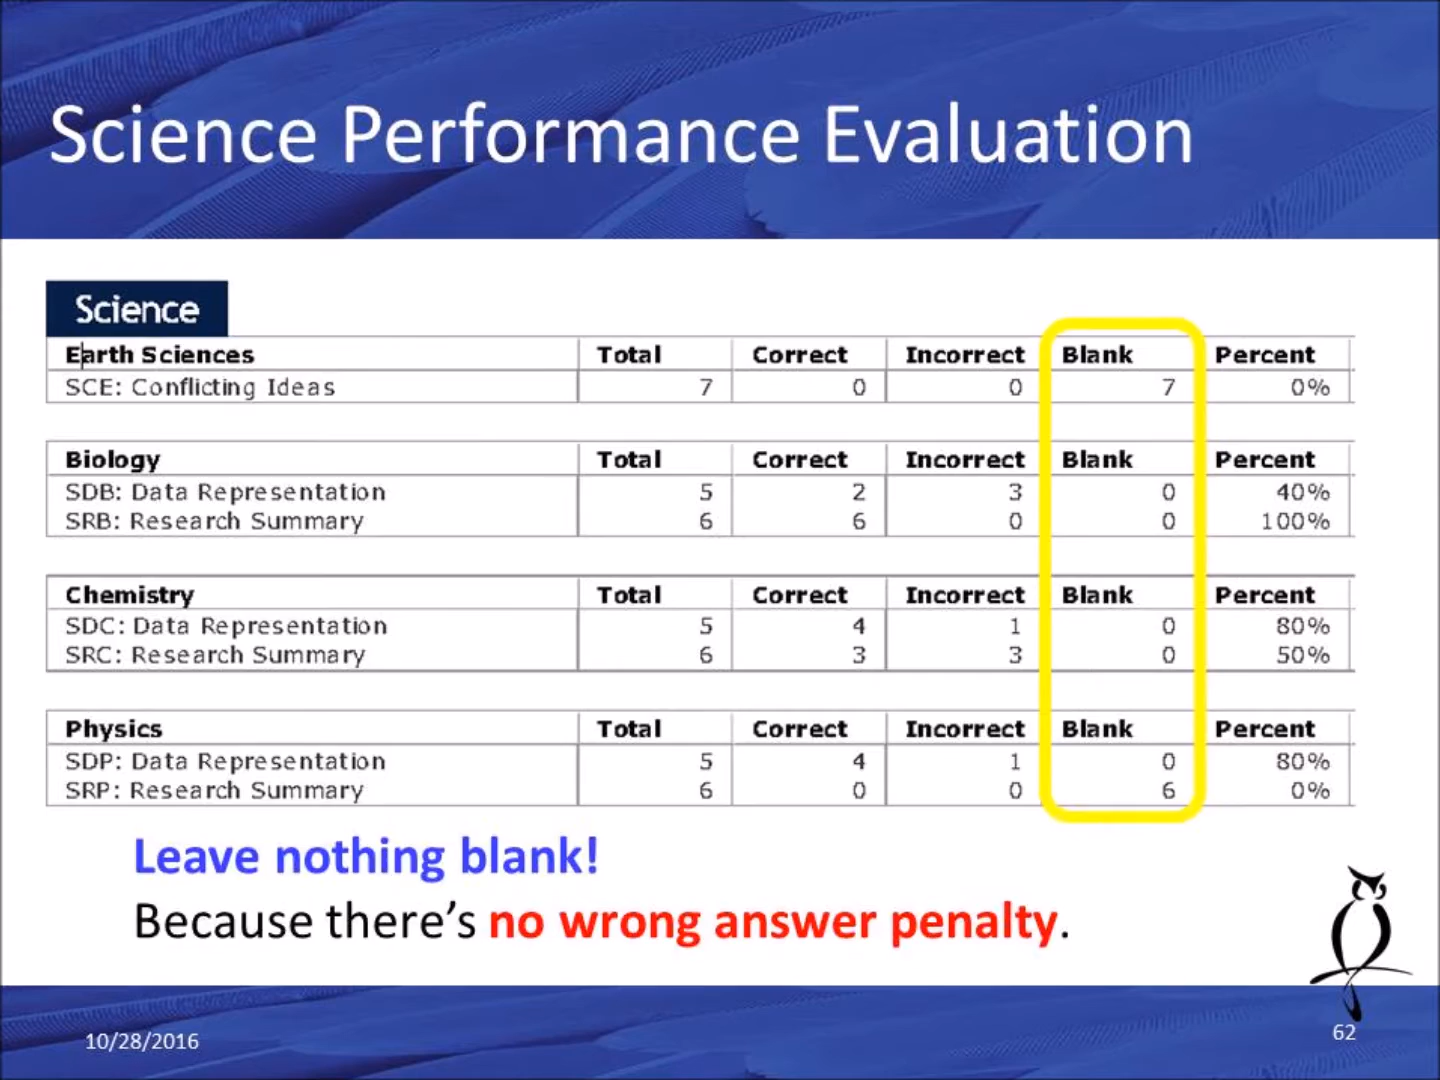 Science Performance Evaluation
Science
Earth Sciences Total Correct Incorrect Blank Percent
SCE: Conflicting Ideas 7 0 0 7 0%
Biology Total Correct Incorrect Blank Percent
SDB: Data Representation 5 2 3 0 40%
SRB: Research Summary 6 6 0 0 100%
Chemistry Total Correct Incorrect Blank Percent
SDC: Data Representation 5 4 1 0 80%
SRC: Research Summary 6 3 3 0 50%
Physics Total Correct Incorrect Blank Percent
SDP: Data Representation 5 4 1 0 80%
SRP: Research Summary 6 0 0 6 0%
Leave nothing blank!
Because there’s no wrong answer penalty.
10/28/2016
62